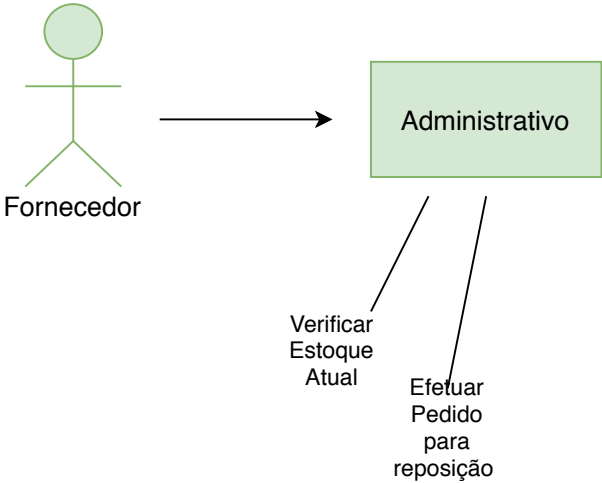 Administrativo
Fornecedor
Verificar
Estoque
Atual
Efetuar
Pedido
para
reposição